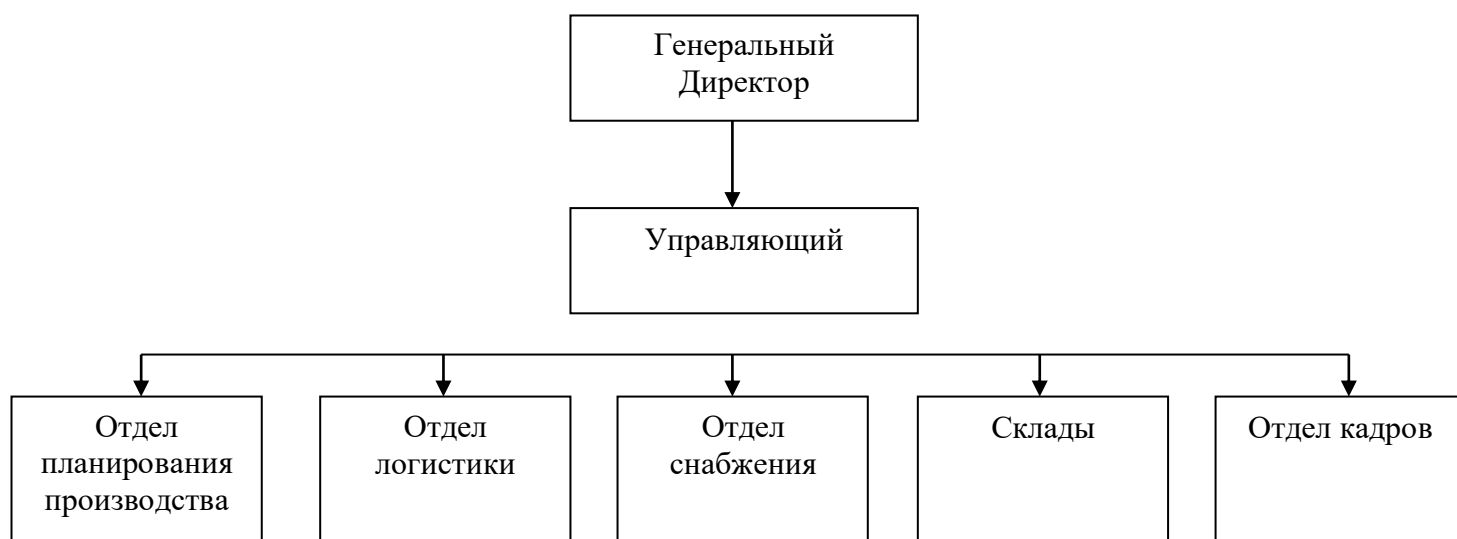 Генеральный
Директор
Управляющий
Отдел
планирования
производства
Отдел
логистики
Отдел
снабжения
Склады
Отдел кадров